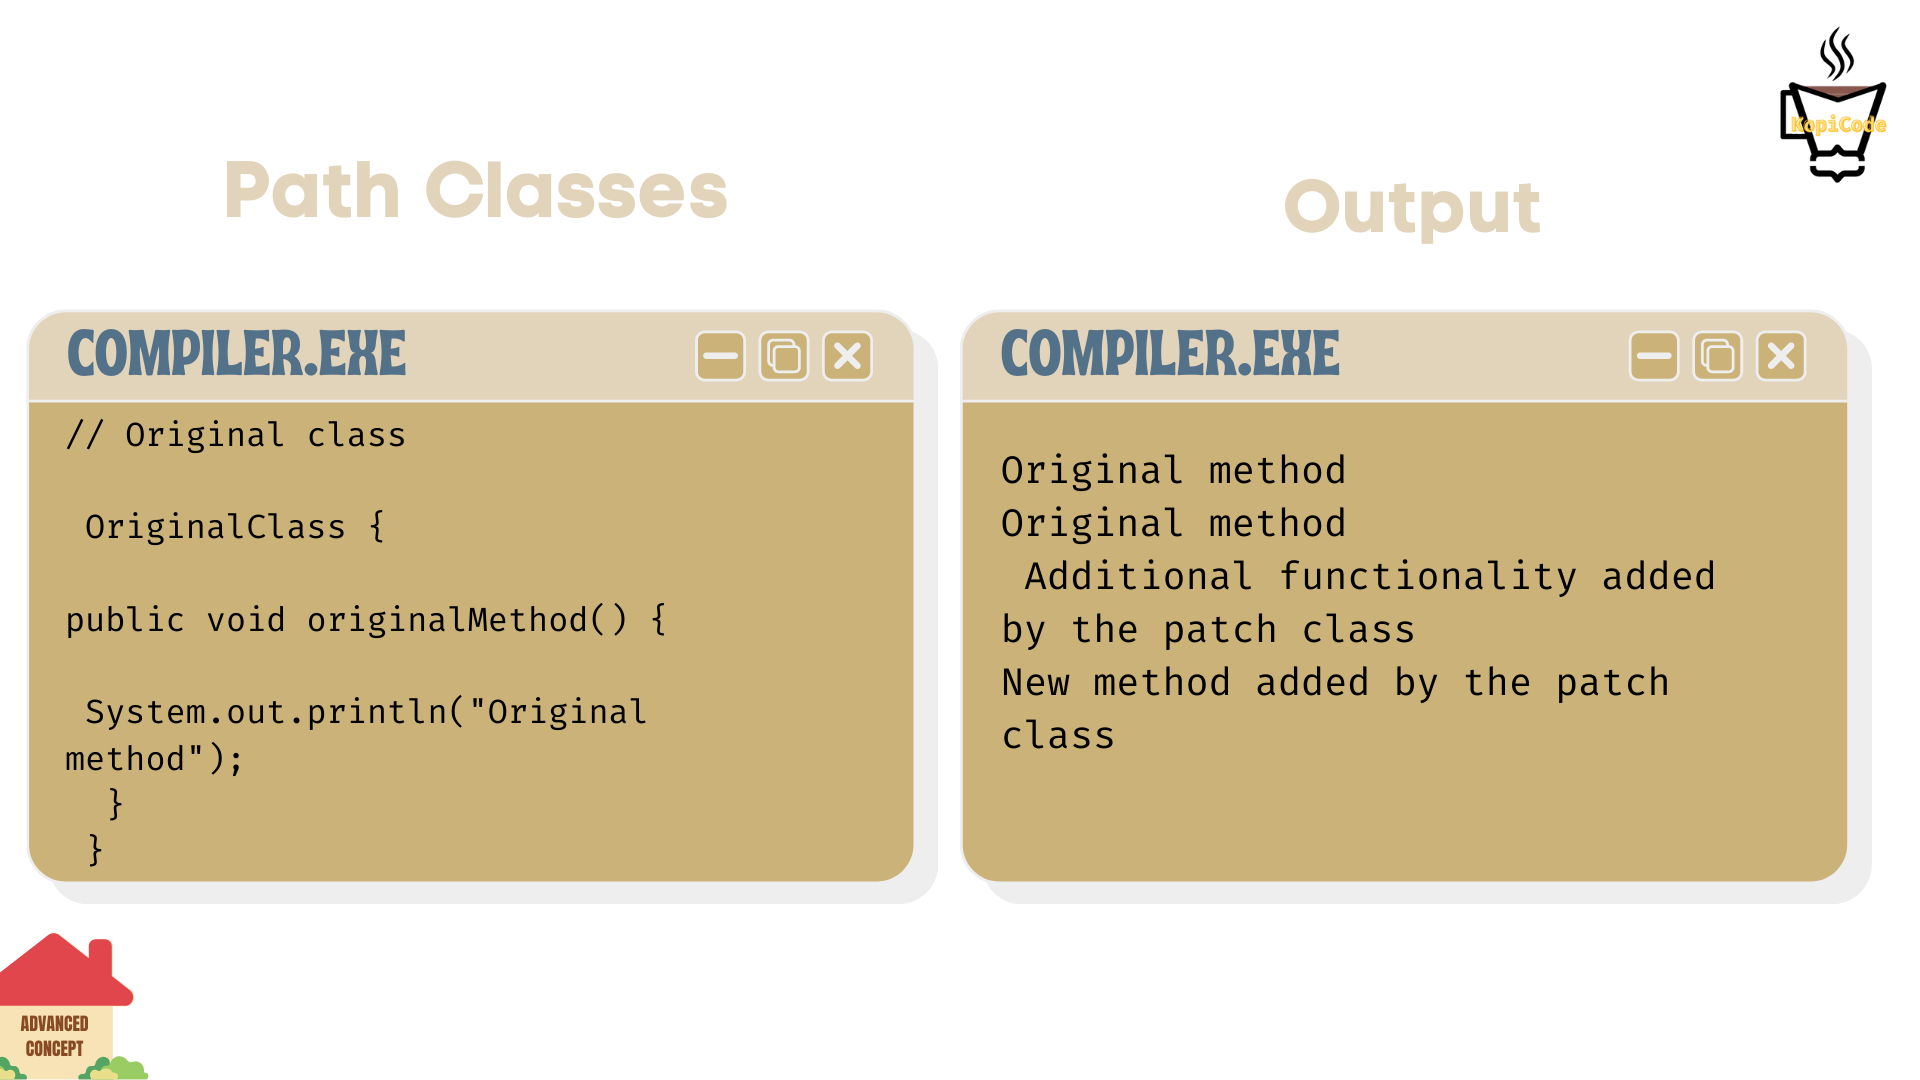 KopiCode
Path Classes
Output
COMPILER.EXE
// Original class
OriginalClass {
public void originalMethod() {
System.out.println("Original
method");
}
}
COMPILER.EXE
Original method
Original method
Additional functionality added
by the patch class
New method added by the patch
class
ADVANCED
CONCEPT